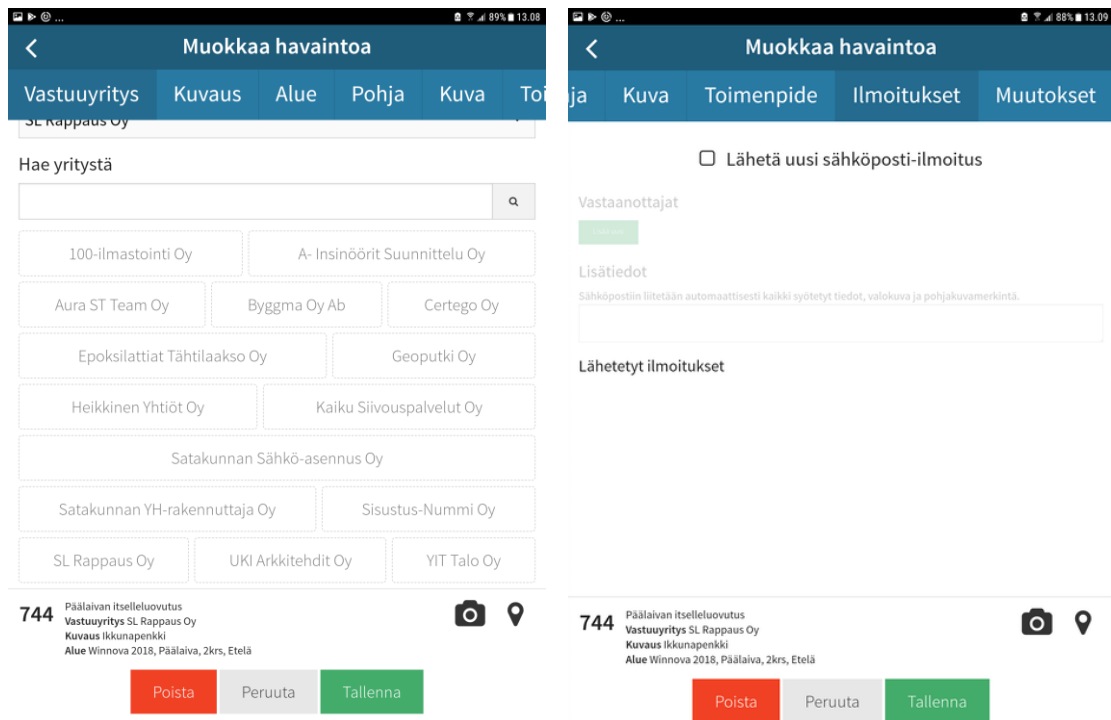 ... 89% 13.08
Muokkaa havaintoa
Vastuuyritys Kuvaus Alue Pohja Kuva Toi
SL Rappaus Oy
Hae yritystä
100-ilmastointi Oy A- Insinöörit Suunnittelu Oy
Aura ST Team Oy Byggma Oy Ab Certego Oy
Epoksilattiat Tähtilaakso Oy Geoputki Oy
Heikkinen Yhtiöt Oy Kaiku Siivouspalvelut Oy
Satakunnan Sähkö-asennus Oy
Satakunnan YH-rakennuttaja Oy Sisustus-Nummi Oy
SL Rappaus Oy UKI Arkkitehdit Oy YIT Talo Oy
744 Päälaivan itselleluovutus
Vastuuyritys SL Rappaus Oy
Kuvaus Ikkunapenkki
Alue Winnova 2018, Päälaiva, 2krs, Etelä
Poista Peruuta Tallenna
... 88% 13.09
Muokkaa havaintoa
ja Kuva Toimenpide Ilmoitukset Muutokset
Lähetä uusi sähköposti-ilmoitus
Vastaanottajat
Lisätiedot
Sähköpostiin liitetään automaattisesti kaikki syötetyt tiedot, valokuva ja pohjakuvamerkintä.
Lähetetyt ilmoitukset
744 Päälaivan itselleluovutus
Vastuuyritys SL Rappaus Oy
Kuvaus Ikkunapenkki
Alue Winnova 2018, Päälaiva, 2krs, Etelä
Poista Peruuta Tallenna